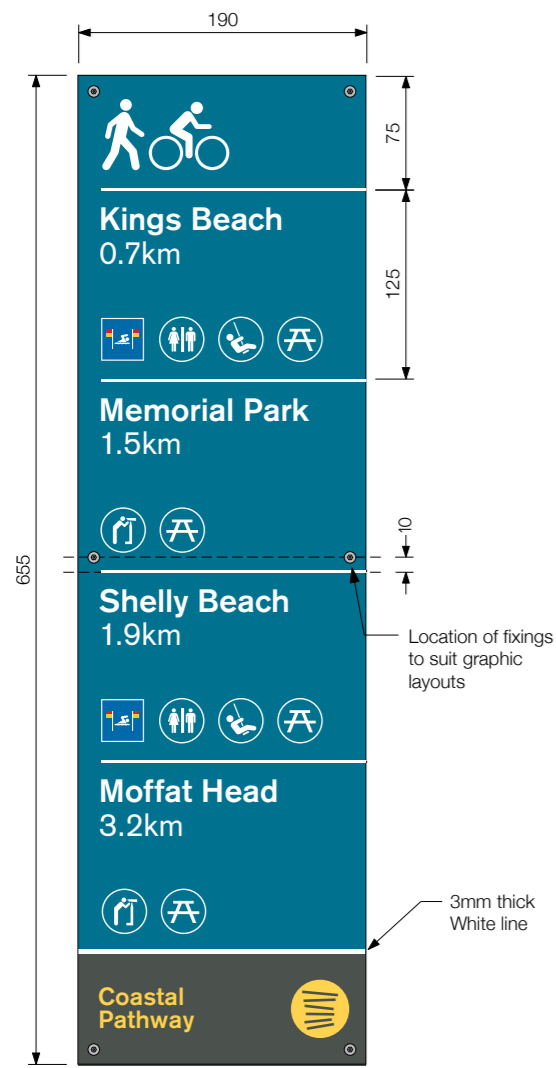 190
75
Kings Beach
0.7km
125
Memorial Park
1.5km
10
655
Shelly Beach
1.9km
Location of fixings
to suit graphic
layouts
Moffat Head
3.2km
3mm thick
White line
Coastal
Pathway